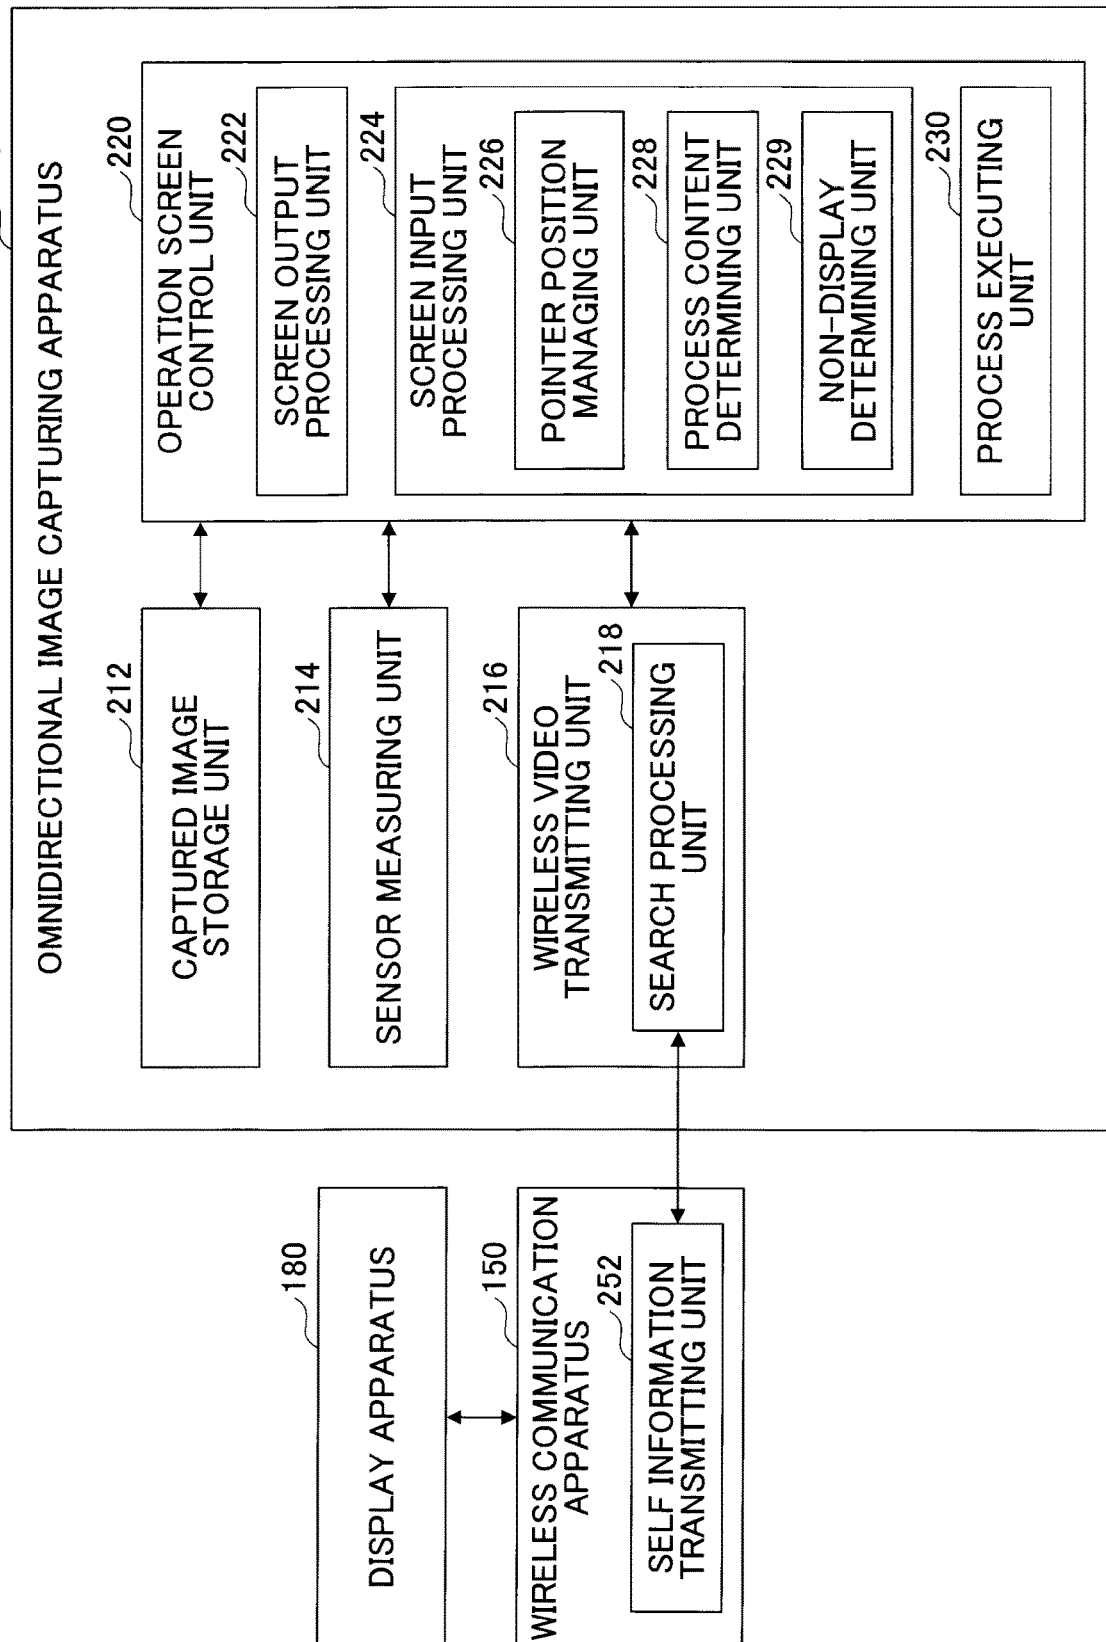 OMNIDIRECTIONAL IMAGE CAPTURING APPARATUS
180
DISPLAY APPARATUS
150
WIRELESS COMMUNICATION
APPARATUS
252
SELF INFORMATION
TRANSMITTING UNIT
212
CAPTURED IMAGE
STORAGE UNIT
214
SENSOR MEASURING UNIT
216
WIRELESS VIDEO
TRANSMITTING UNIT
218
SEARCH PROCESSING
UNIT
220
OPERATION SCREEN
CONTROL UNIT
222
SCREEN OUTPUT
PROCESSING UNIT
224
SCREEN INPUT
PROCESSING UNIT
226
POINTER POSITION
MANAGING UNIT
228
PROCESS CONTENT
DETERMINING UNIT
229
NON-DISPLAY
DETERMINING UNIT
230
PROCESS EXECUTING
UNIT